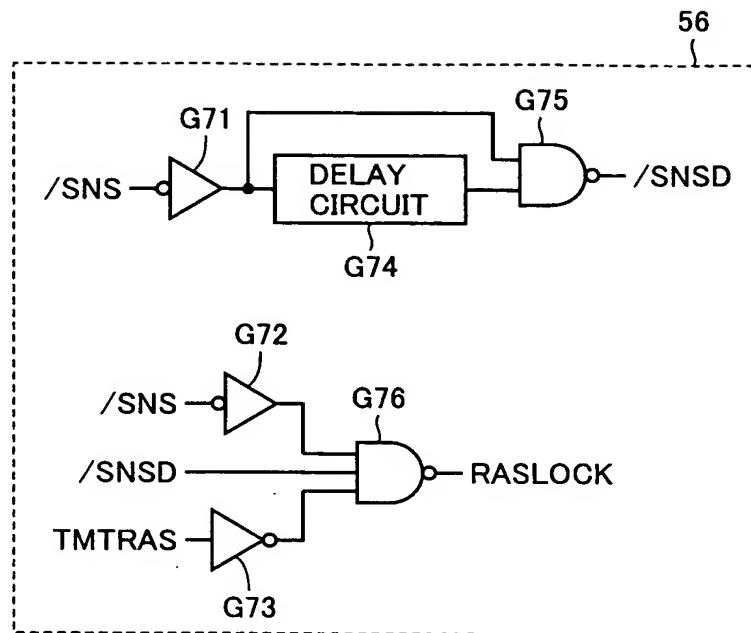 56
G71
G75
/SNS
DELAY
CIRCUIT
/SNSD
G74
G72
/SNS
G76
/SNSD
RASLOCK
TMTRAS
G73